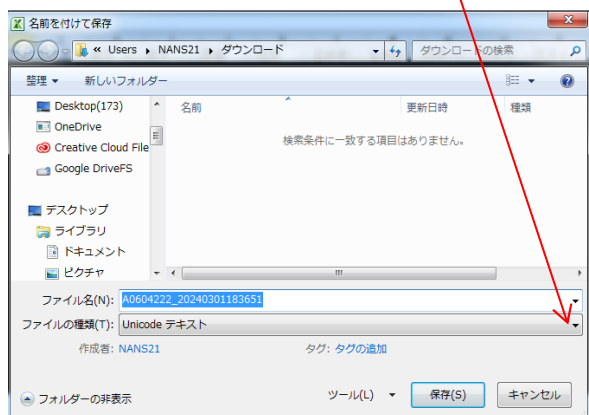 名前を付けて保存
« Users ▸ NANS21 ▸ ダウンロード
ダウンロードの検索
整理 ▼ 新しいフォルダー
Desktop(173)
OneDrive
Creative Cloud File
Google DriveFS
デスクトップ
ライブラリ
ドキュメント
ピクチャ
名前 更新日時 種類
検索条件に一致する項目はありません。
ファイル名(N): A0604222_20240301183651
ファイルの種類(T): Unicode テキスト
作成者: NANS21 タグ: タグの追加
フォルダーの非表示 ツール(L) ▼ 保存(S) キャンセル